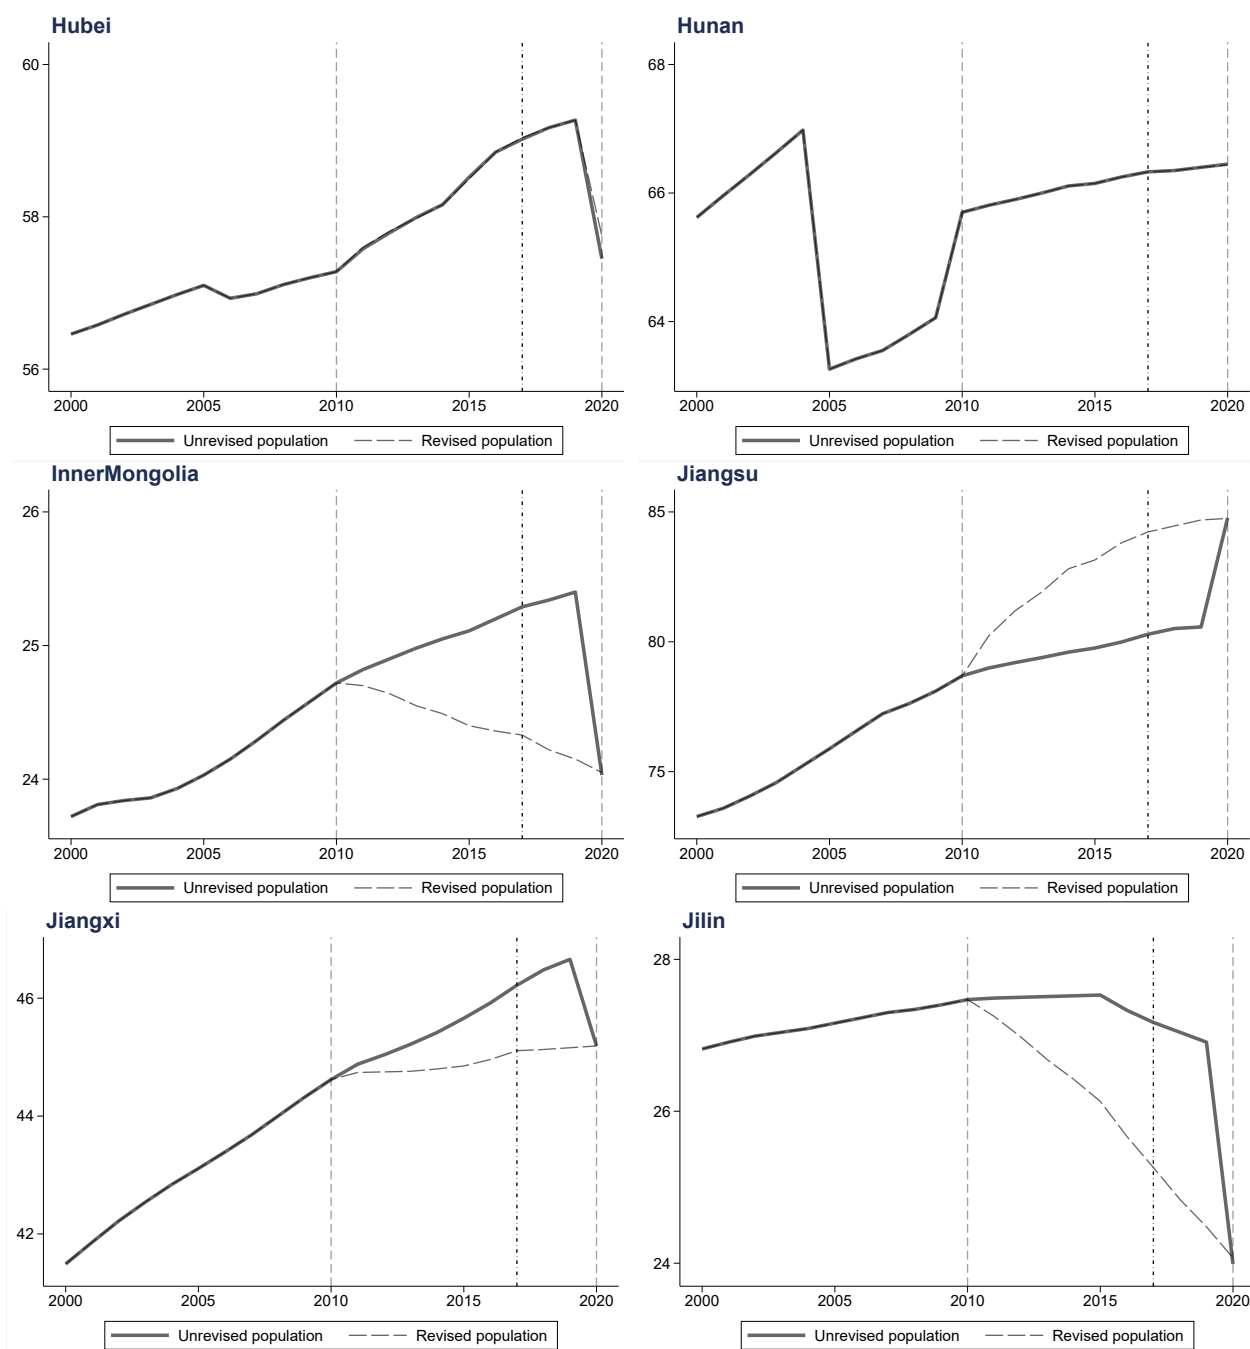 Hubei
60
58
56
2000 2005 2010 2015 2020
Unrevised population Revised population
Hunan
68
66
64
2000 2005 2010 2015 2020
Unrevised population Revised population
InnerMongolia
26
25
24
2000 2005 2010 2015 2020
Unrevised population Revised population
Jiangsu
85
80
75
2000 2005 2010 2015 2020
Unrevised population Revised population
Jiangxi
46
44
42
2000 2005 2010 2015 2020
Unrevised population Revised population
Jilin
28
26
24
2000 2005 2010 2015 2020
Unrevised population Revised population